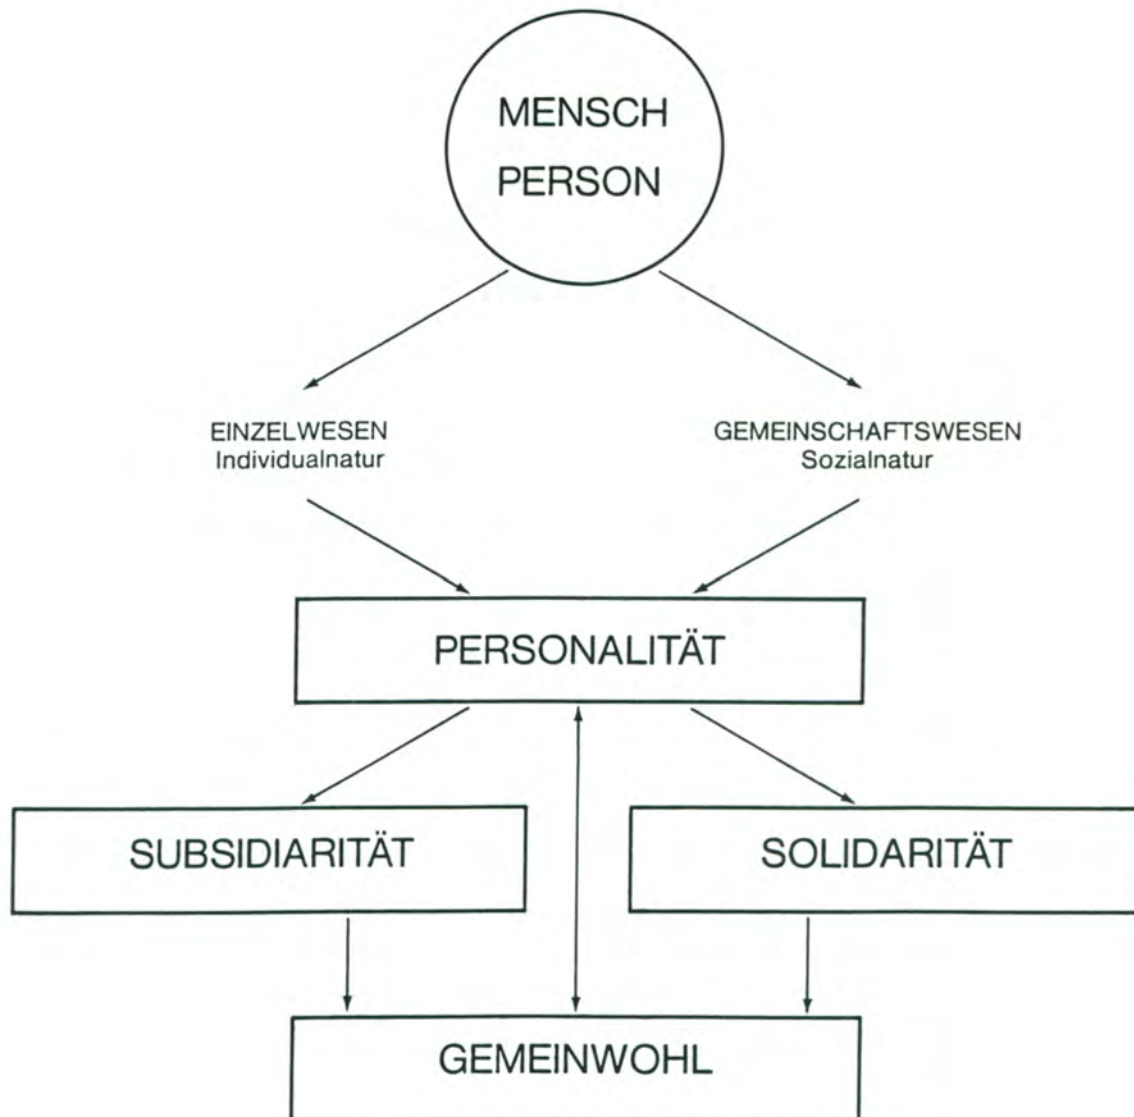 MENSCH
PERSON
EINZELWESEN
Individualnatur
GEMEINSCHAFTSWESEN
Sozialnatur
PERSONALITÄT
SUBSIDIARITÄT
SOLIDARITÄT
GEMEINWOHL